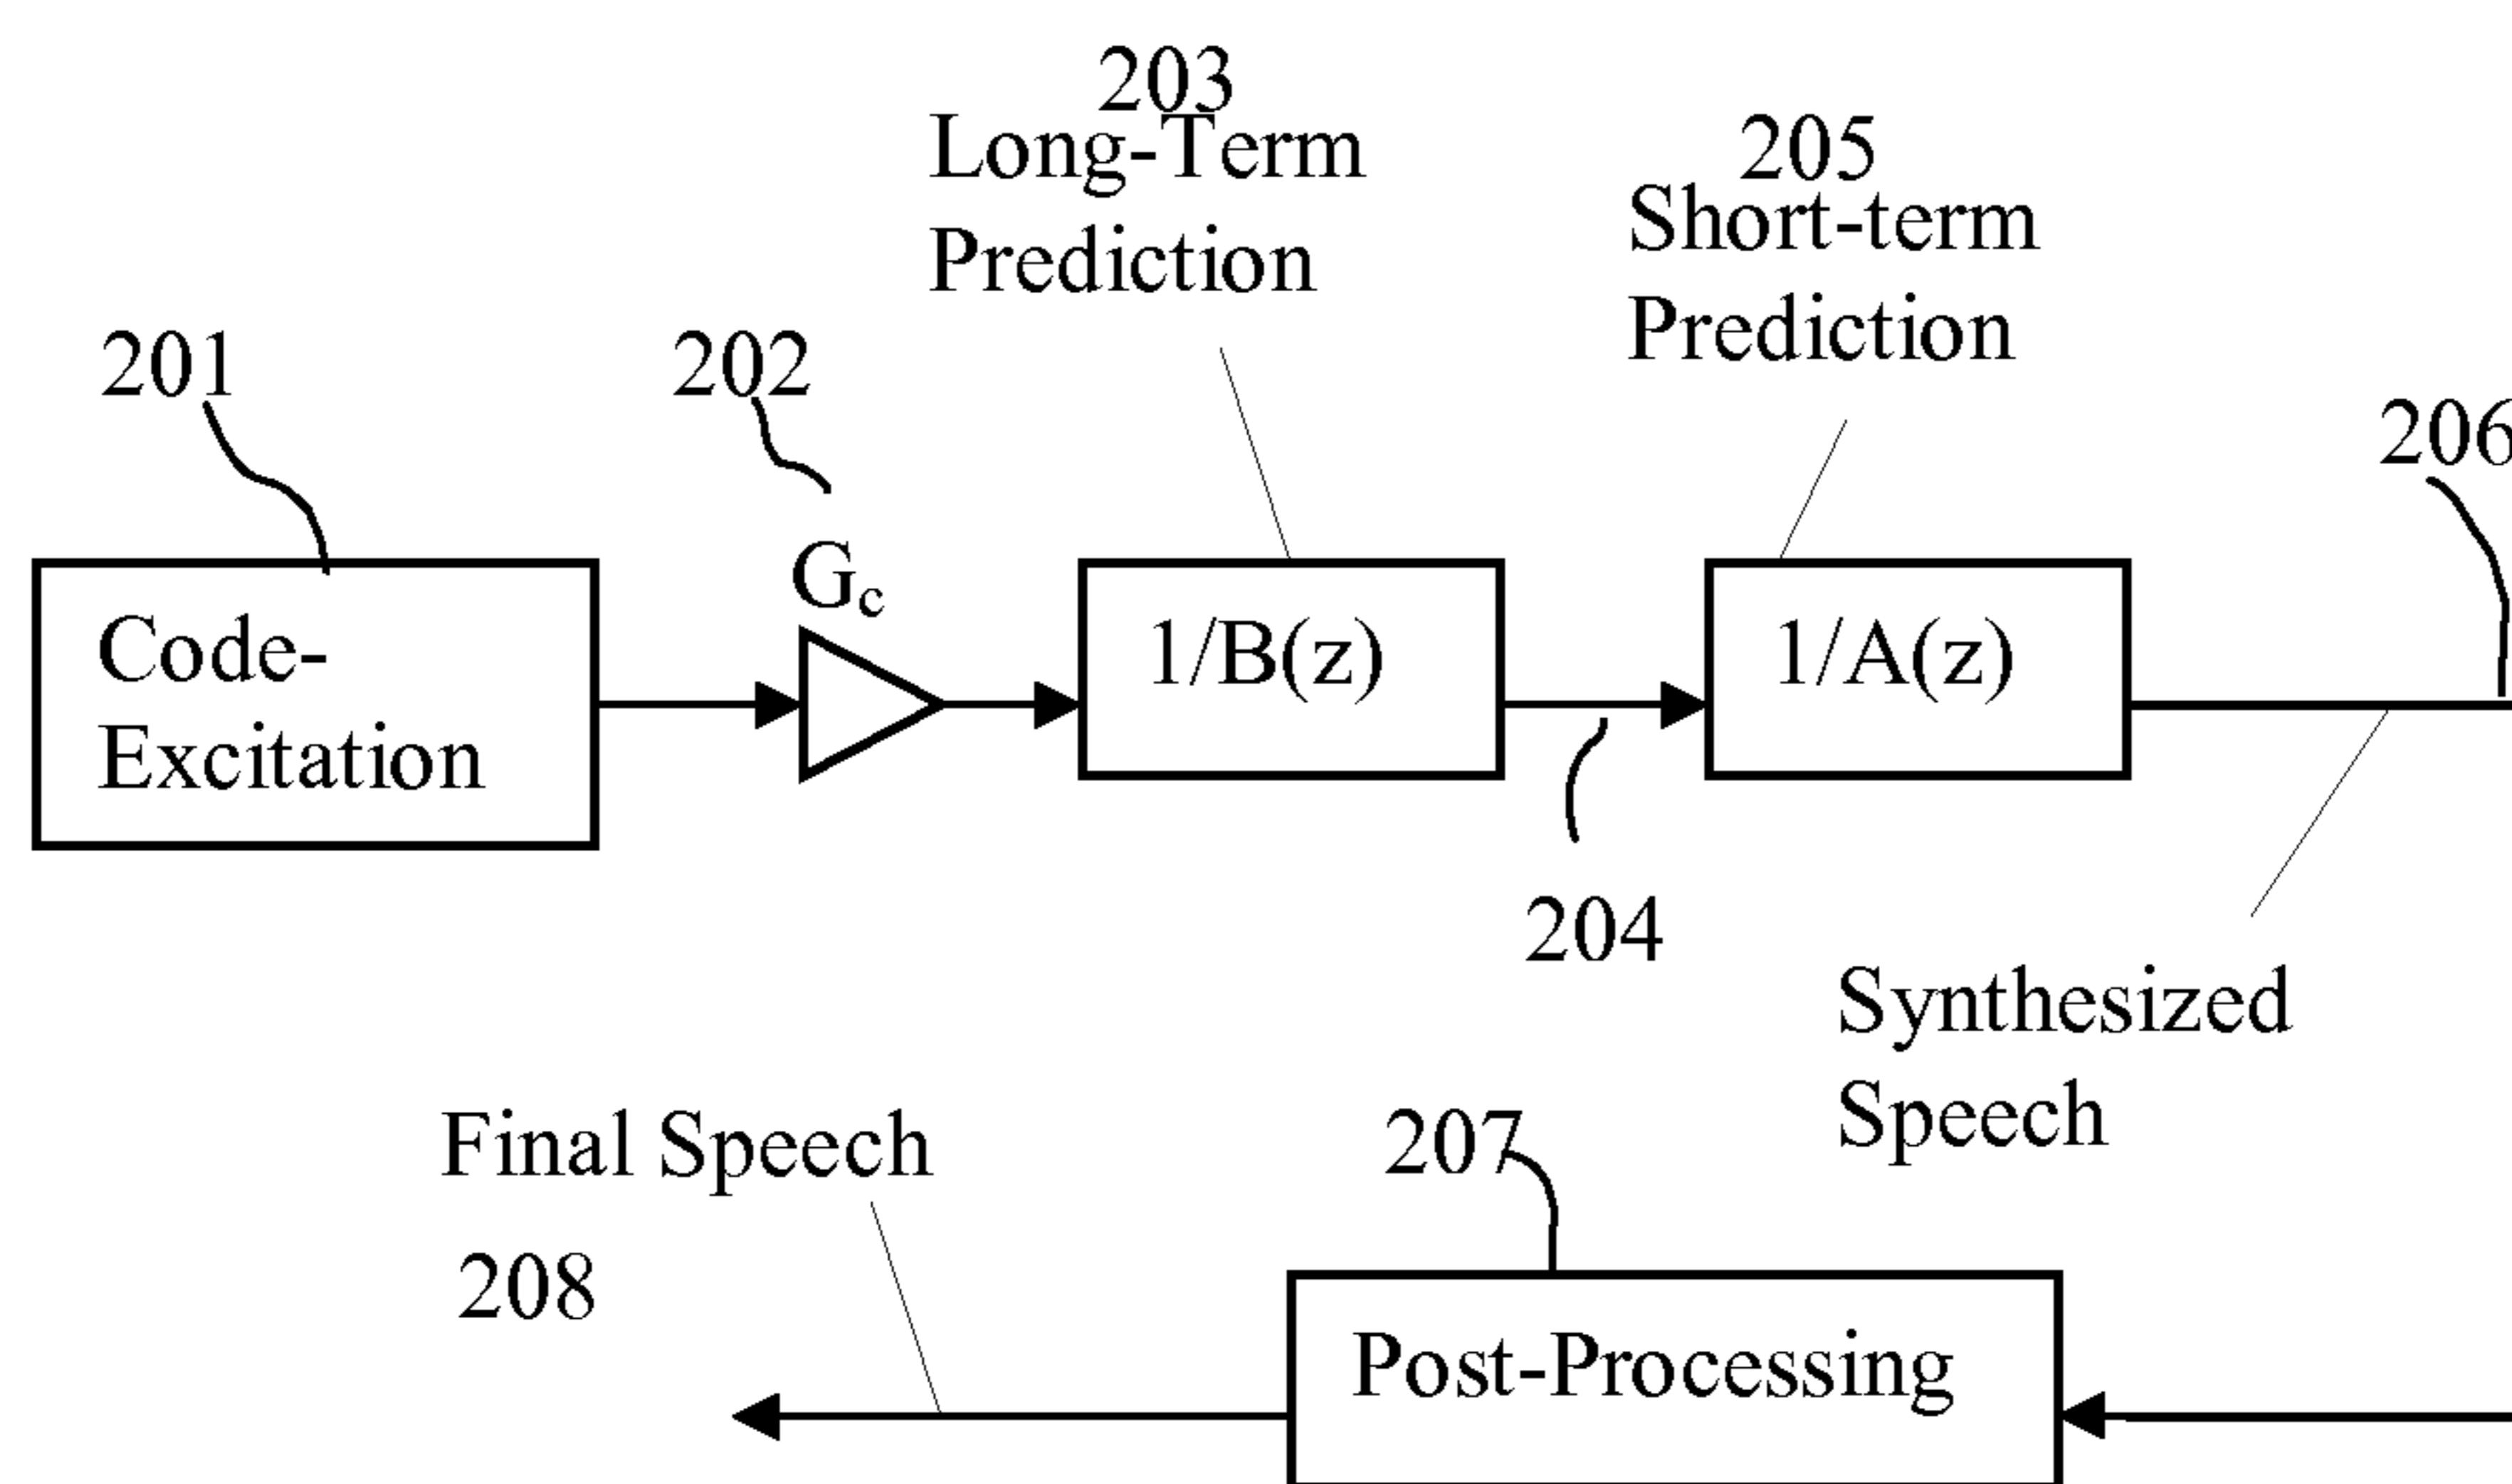 203
Long-Term
Prediction
205
Short-term
Prediction
201
202
206
G_c
Code-
Excitation
1/B(z)
1/A(z)
204
Synthesized
Speech
Final Speech
208
207
Post-Processing